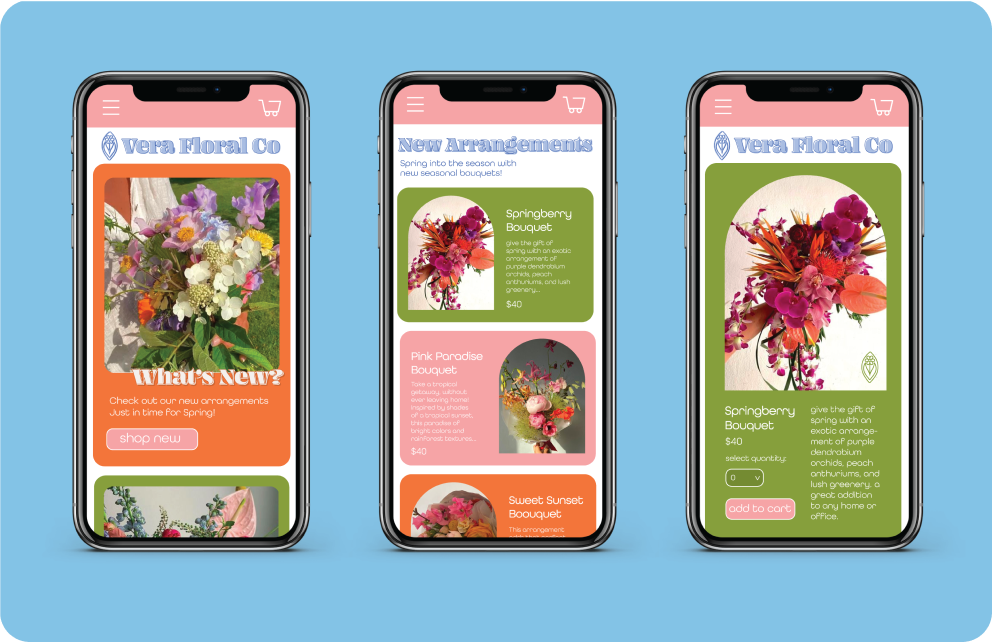 Vera Floral Co
What's New?
Check out our new arrangements
Just in time for Spring!
shop new
New Arrangements
Spring into the season with
new seasonal bouquets!
Springberry
Bouquet
give the gift of
spring with an exotic
arrangement of
purple dendrobium
orchids, peach
anthuriums, and lush
greenery...
$40
Pink Paradise
Bouquet
Take a tropical
getaway, without
ever leaving home!
Inspired by shades
of a tropical sunset,
this paradise of
bright colors and
rainforest textures...
$40
Sweet Sunset
Boouquet
This arrangement
Vera Floral Co
Springberry
Bouquet
$40
select quantity:
0
add to cart
give the gift of
spring with an
exotic arrange-
ment of purple
dendrobium
orchids, peach
anthuriums, and
lush greenery, a
great addition
to any home or
office.